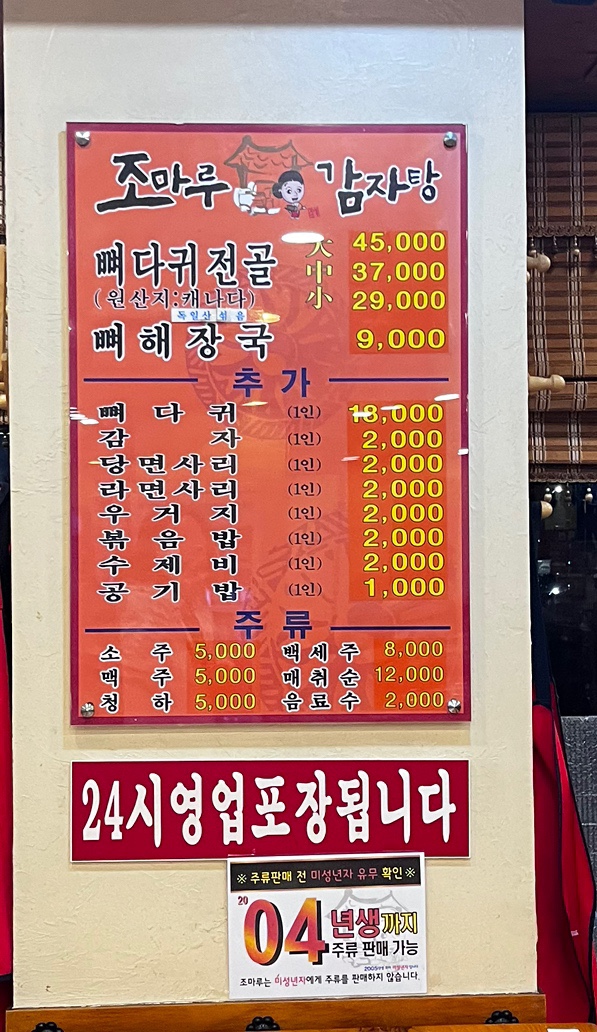 조마루 감자탕
뼈다귀전골 大 45,000
(원산지:캐나다) 中 37,000
小 29,000
독일산 섞음
뼈해장국 9,000
추가
뼈다귀 (1인) 18,000
감자 (1인) 2,000
당면사리 (1인) 2,000
라면사리 (1인) 2,000
우거지 (1인) 2,000
볶음밥 (1인) 2,000
수제비 (1인) 2,000
공기밥 (1인) 1,000
주류
소주 5,000 백세주 8,000
맥주 5,000 매취순 12,000
청하 5,000 음료수 2,000
24시영업포장됩니다
※ 주류판매 전 미성년자 유무 확인 ※
2004년생까지
주류 판매 가능
조마루는 미성년자에게 주류를 판매하지 않습니다.